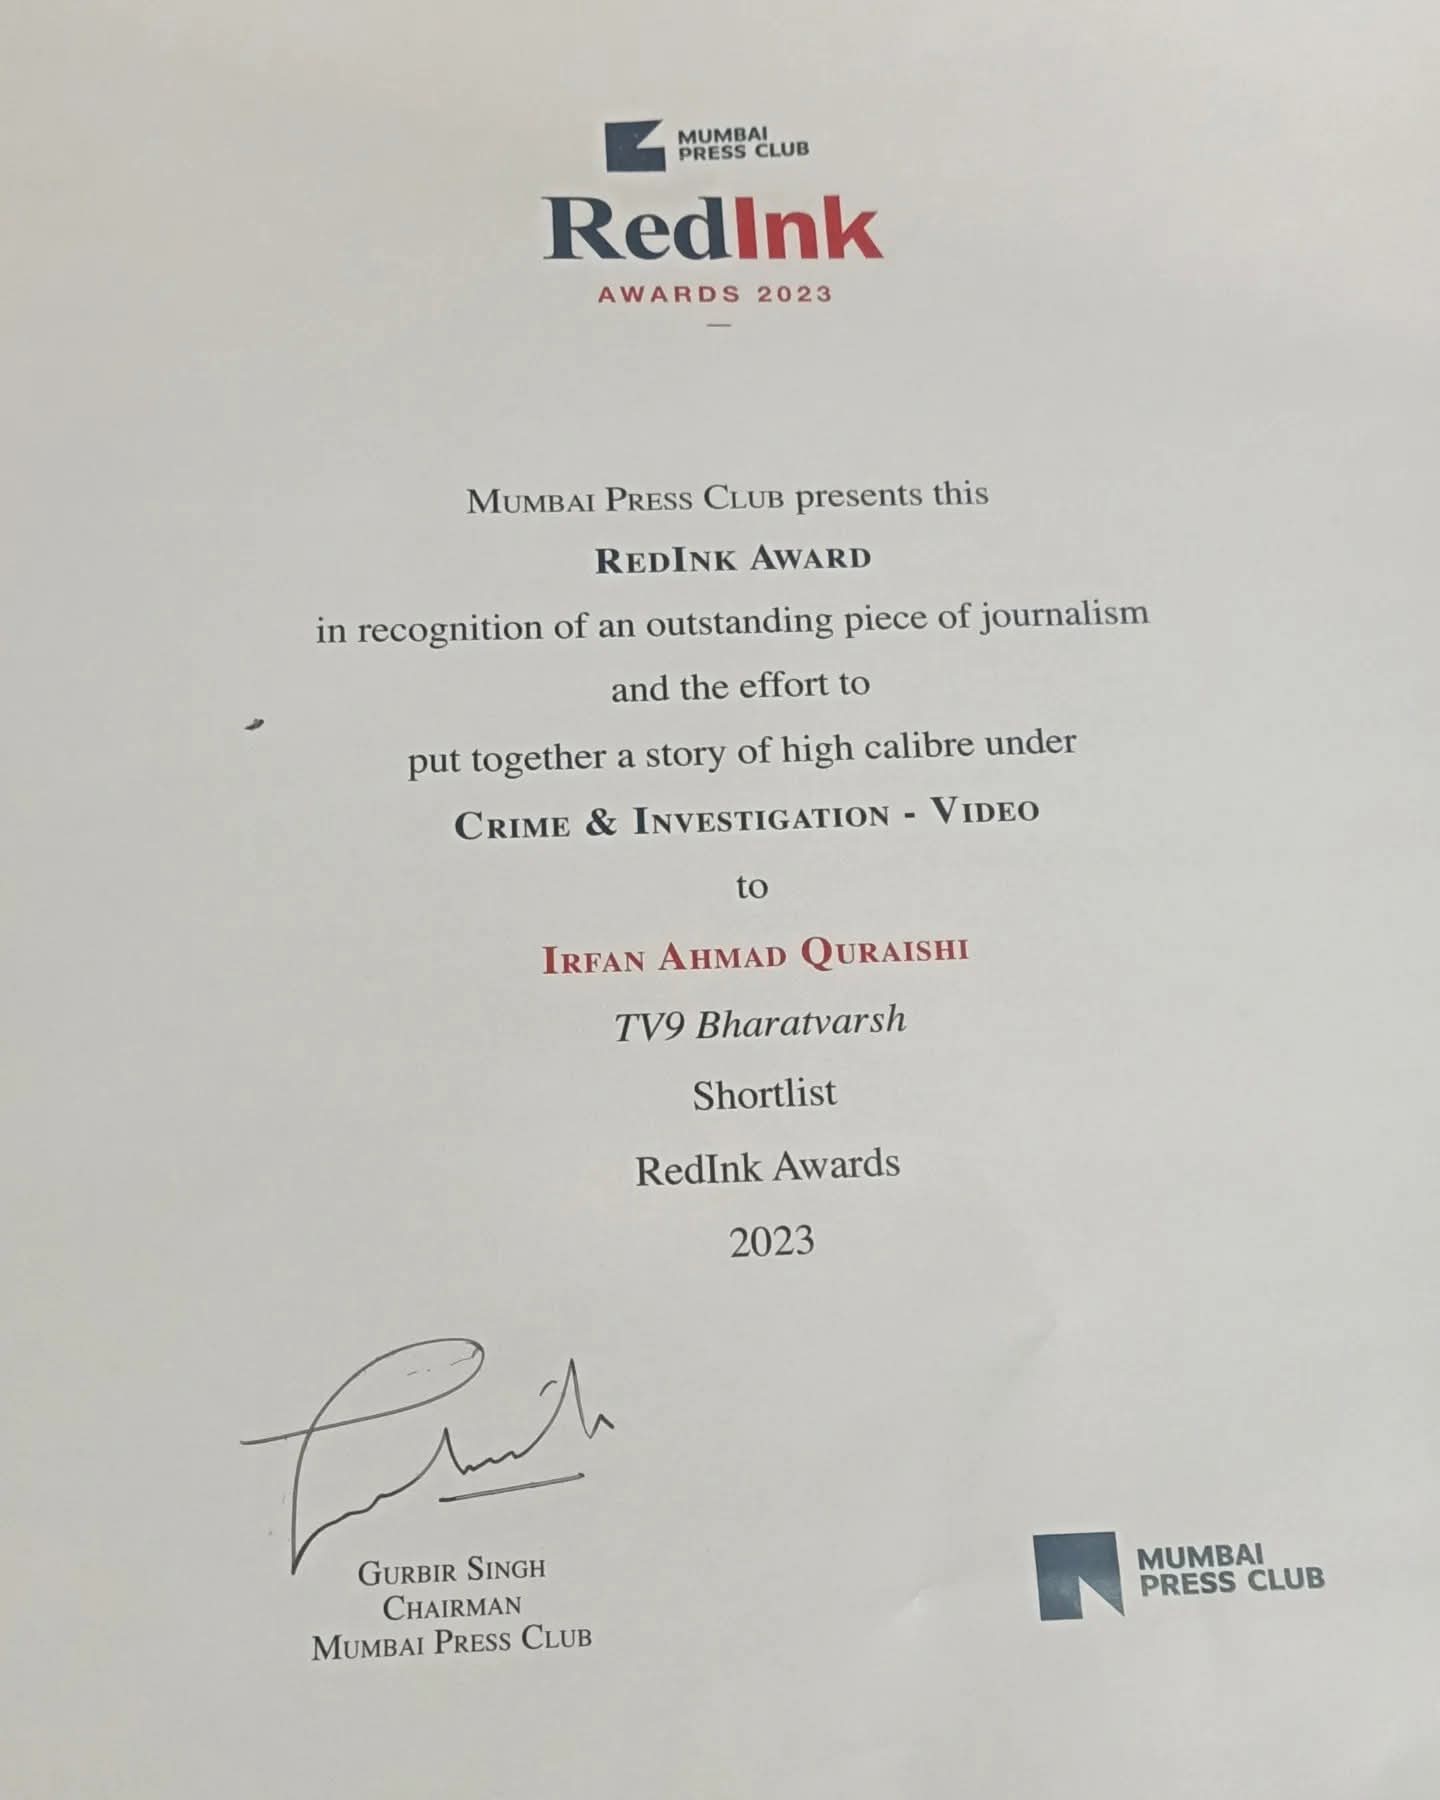 MUMBAI
PRESS CLUB
RedInk
AWARDS 2023
MUMBAI PRESS CLUB presents this
REDINK AWARD
in recognition of an outstanding piece of journalism
and the effort to
put together a story of high calibre under
CRIME & INVESTIGATION - VIDEO
to
IRFAN AHMAD QURAISHI
TV9 Bharatvarsh
Shortlist
RedInk Awards
2023
GURBIR SINGH
CHAIRMAN
MUMBAI PRESS CLUB
MUMBAI
PRESS CLUB